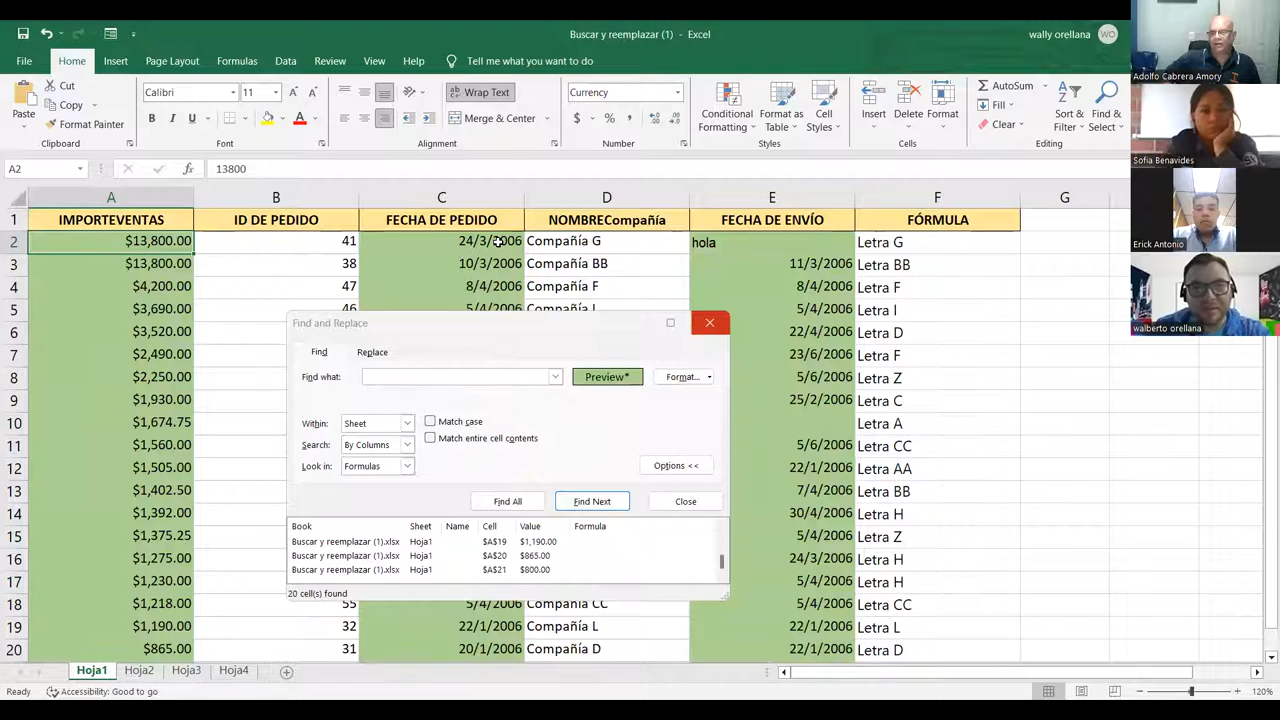 Buscar y reemplazar (1) - Excel
wally orellana WO
File Home Insert Page Layout Formulas Data Review View Help Tell me what you want to do
Paste
Cut
Copy
Format Painter
Clipboard
Calibri 11
B I U
Font
Wrap Text
Merge & Center
Alignment
Currency
Number
Conditional Formatting
Format as Table
Cell Styles
Styles
Insert Delete Format
Cells
AutoSum
Fill
Clear
Sort & Filter
Find & Select
Editing
A2 fx 13800
A B C D E F G
1 IMPORTEVENTAS ID DE PEDIDO FECHA DE PEDIDO NOMBRECompañía FECHA DE ENVÍO FÓRMULA
2 $13,800.00 41 24/3/2006 Compañía G hola Letra G
3 $13,800.00 38 10/3/2006 Compañía BB 11/3/2006 Letra BB
4 $4,200.00 47 8/4/2006 Compañía F 8/4/2006 Letra F
5 $3,690.00 46 5/4/2006 Compañía I 5/4/2006 Letra I
6 $3,520.00 22/4/2006 Letra D
7 $2,490.00 23/6/2006 Letra F
8 $2,250.00 5/6/2006 Letra Z
9 $1,930.00 25/2/2006 Letra C
10 $1,674.75 Letra A
11 $1,560.00 5/6/2006 Letra CC
12 $1,505.00 22/1/2006 Letra AA
13 $1,402.50 7/4/2006 Letra BB
14 $1,392.00 30/4/2006 Letra H
15 $1,375.25 5/4/2006 Letra Z
16 $1,275.00 24/3/2006 Letra H
17 $1,230.00 5/4/2006 Letra H
18 $1,218.00 55 5/4/2006 Compañía CC 5/4/2006 Letra CC
19 $1,190.00 32 22/1/2006 Compañía L 22/1/2006 Letra L
20 $865.00 31 20/1/2006 Compañía D 22/1/2006 Letra D
Find and Replace
Find Replace
Find what: Preview* Format...
Within: Sheet Match case
Match entire cell contents
Search: By Columns
Look in: Formulas Options <<
Find All Find Next Close
Book Sheet Name Cell Value Formula
Buscar y reemplazar (1).xlsx Hoja1 $A$19 $1,190.00
Buscar y reemplazar (1).xlsx Hoja1 $A$20 $865.00
Buscar y reemplazar (1).xlsx Hoja1 $A$21 $800.00
20 cell(s) found
Hoja1 Hoja2 Hoja3 Hoja4
Ready Accessibility: Good to go 120%
Adolfo Cabrera Amory
Sofia Benavides
Erick Antonio
walberto orellana